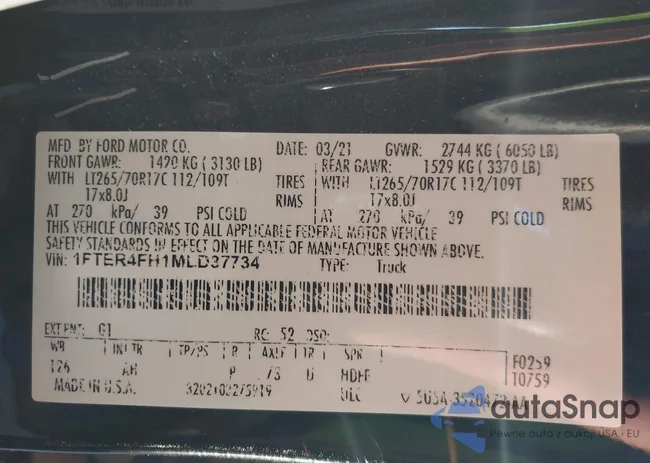 MFD. BY FORD MOTOR CO. DATE: 03/21 GVWR: 2744 KG ( 6050 LB)
FRONT GAWR: 1420 KG ( 3130 LB) REAR GAWR: 1529 KG ( 3370 LB)
WITH LT265/70R17C 112/109T TIRES WITH LT265/70R17C 112/109T TIRES
17x8.0J RIMS 17x8.0J RIMS
AT 270 kPa/ 39 PSI COLD AT 270 kPa/ 39 PSI COLD
THIS VEHICLE CONFORMS TO ALL APPLICABLE FEDERAL MOTOR VEHICLE
SAFETY STANDARDS IN EFFECT ON THE DATE OF MANUFACTURE SHOWN ABOVE.
VIN: 1FTER4FH1MLD37734 TYPE: Truck
EXT PNT: G1 RC: 52 DSO:
WB INT TR TP/PS R AXLE TR SPR F0259
126 AH P U 10759
MADE IN U.S.A.
autaSnap
Pewne auta z aukcji USA i EU